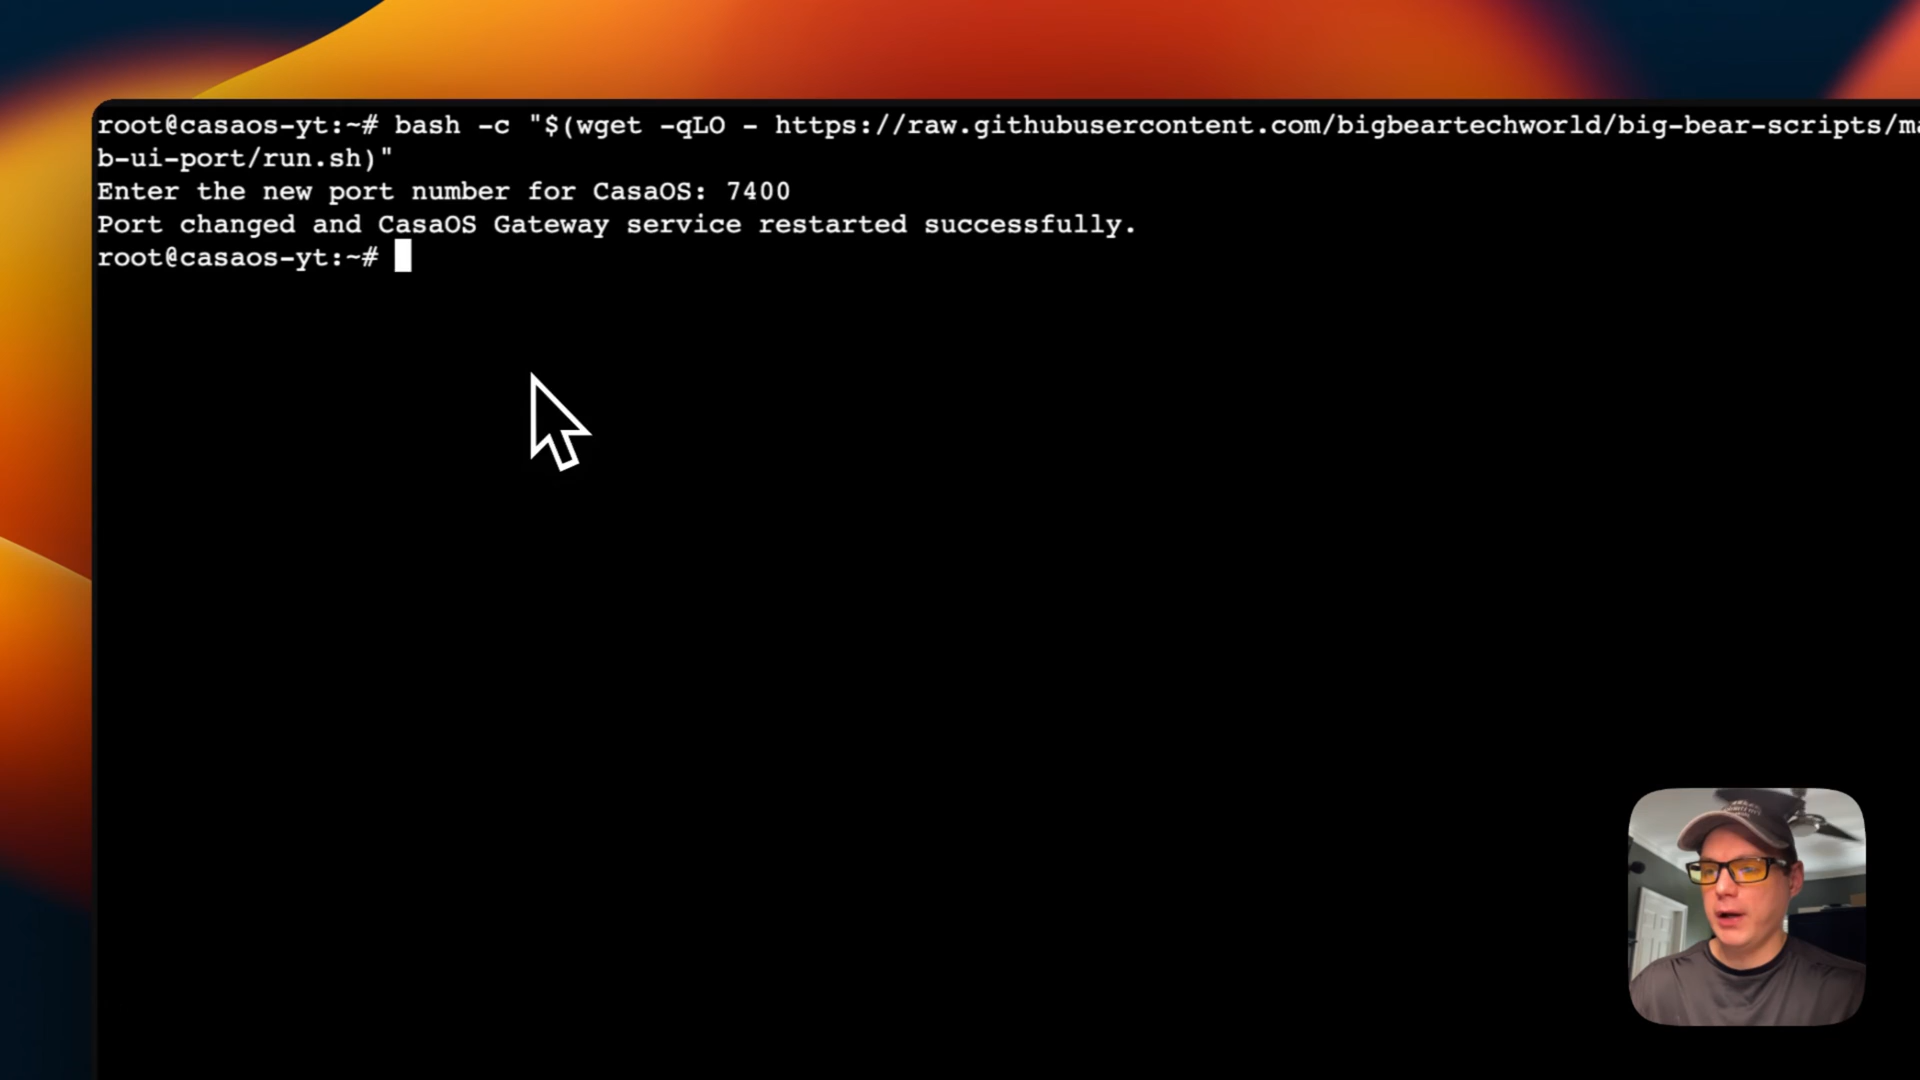 root@casaos-yt:~# bash -c "$(wget -qLO - https://raw.githubusercontent.com/bigbeartechworld/big-bear-scripts/ma
b-ui-port/run.sh)"
Enter the new port number for CasaOS: 7400
Port changed and CasaOS Gateway service restarted successfully.
root@casaos-yt:~#